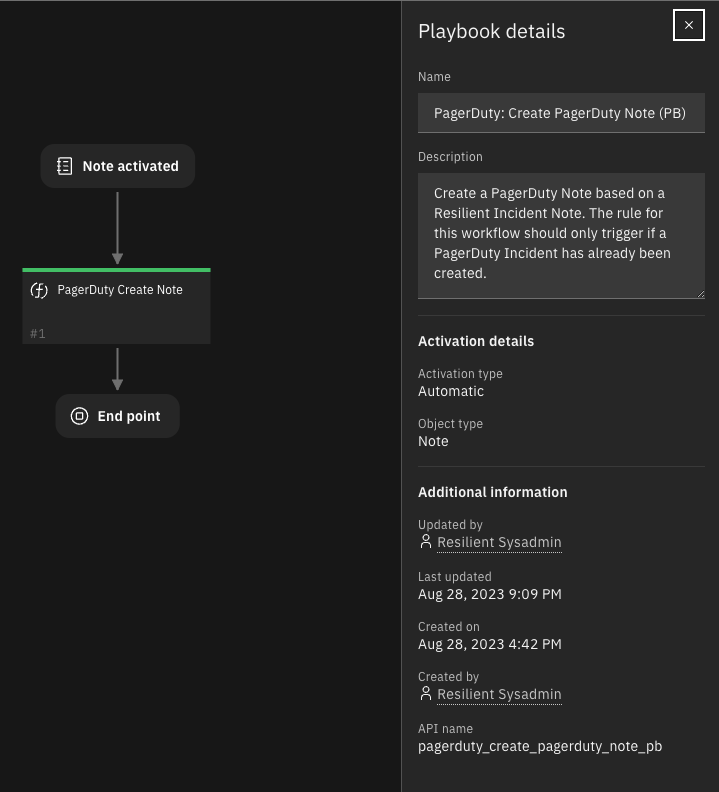 Note activated
PagerDuty Create Note
#1
End point
Playbook details
Name
PagerDuty: Create PagerDuty Note (PB)
Description
Create a PagerDuty Note based on a
Resilient Incident Note. The rule for
this workflow should only trigger if a
PagerDuty Incident has already been
created.
Activation details
Activation type
Automatic
Object type
Note
Additional information
Updated by
Resilient Sysadmin
Last updated
Aug 28, 2023 9:09 PM
Created on
Aug 28, 2023 4:42 PM
Created by
Resilient Sysadmin
API name
pagerduty_create_pagerduty_note_pb